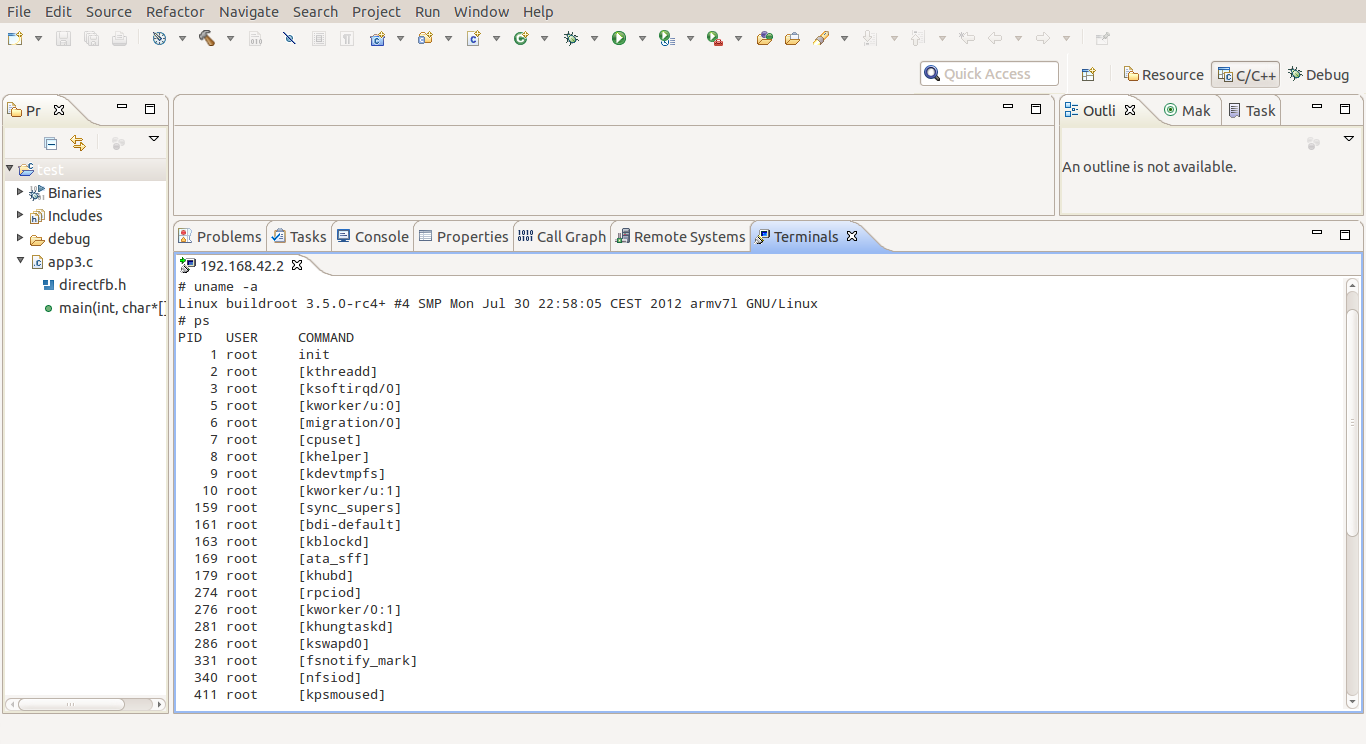 File Edit Source Refactor Navigate Search Project Run Window Help
Quick Access
Resource
C/C++
Debug
Pr
Outli
Mak
Task
test
Binaries
Includes
debug
app3.c
directfb.h
main(int, char*[]
An outline is not available.
Problems
Tasks
Console
Properties
Call Graph
Remote Systems
Terminals
192.168.42.2
# uname -a
Linux buildroot 3.5.0-rc4+ #4 SMP Mon Jul 30 22:58:05 CEST 2012 armv7l GNU/Linux
# ps
PID USER COMMAND
1 root init
2 root [kthreadd]
3 root [ksoftirqd/0]
5 root [kworker/u:0]
6 root [migration/0]
7 root [cpuset]
8 root [khelper]
9 root [kdevtmpfs]
10 root [kworker/u:1]
159 root [sync_supers]
161 root [bdi-default]
163 root [kblockd]
169 root [ata_sff]
179 root [khubd]
274 root [rpciod]
276 root [kworker/0:1]
281 root [khungtaskd]
286 root [kswapd0]
331 root [fsnotify_mark]
340 root [nfsiod]
411 root [kpsmoused]